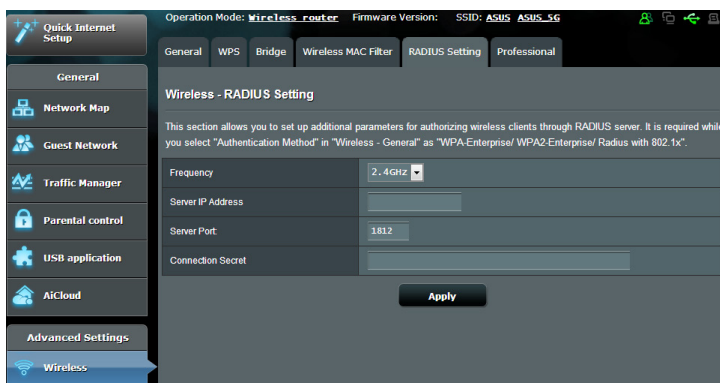 Operation Mode: Wireless router Firmware Version: SSID: ASUS ASUS_5G
Quick Internet
Setup
General WPS Bridge Wireless MAC Filter RADIUS Setting Professional
General
Network Map
Guest Network
Traffic Manager
Parental control
USB application
AiCloud
Advanced Settings
Wireless
Wireless - RADIUS Setting
This section allows you to set up additional parameters for authorizing wireless clients through RADIUS server. It is required while
you select "Authentication Method" in "Wireless - General" as "WPA-Enterprise/ WPA2-Enterprise/ Radius with 802.1x".
Frequency 2.4GHz
Server IP Address
Server Port: 1812
Connection Secret
Apply